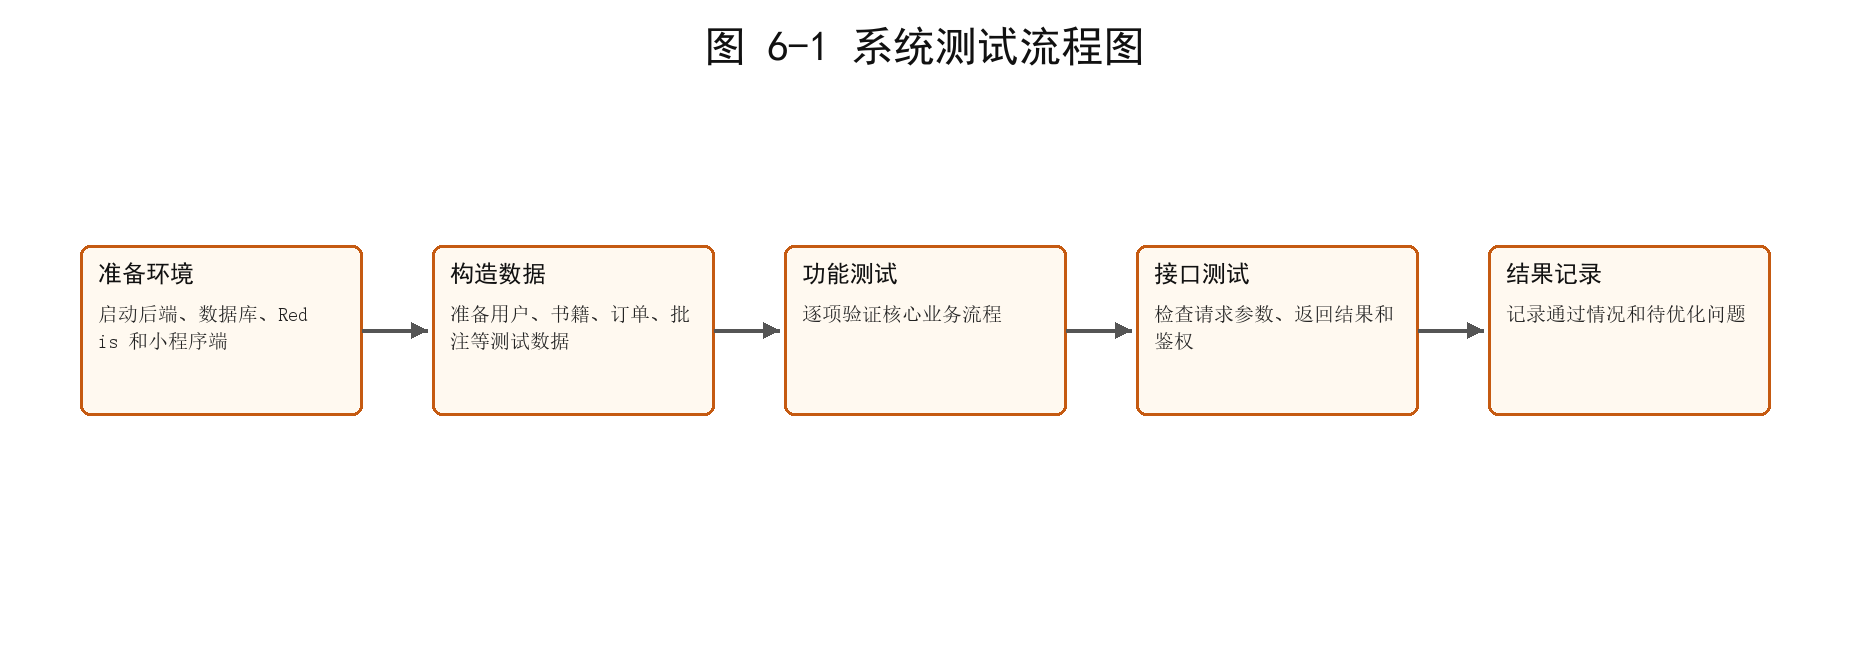 图 6-1 系统测试流程图
准备环境
启动后端、数据库、Red
is 和小程序端
构造数据
准备用户、书籍、订单、批
注等测试数据
功能测试
逐项验证核心业务流程
接口测试
检查请求参数、返回结果和
鉴权
结果记录
记录通过情况和待优化问题